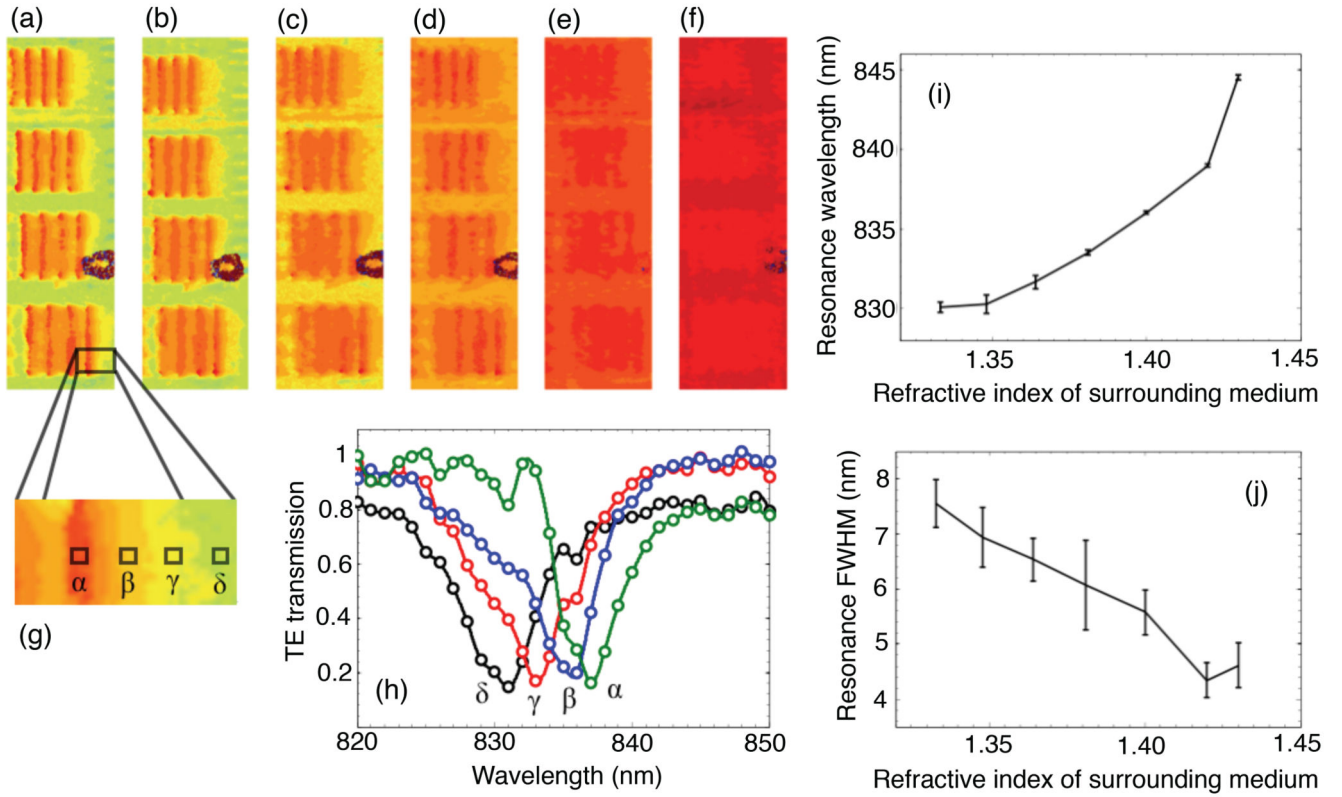 (a) (b) (c) (d) (e) (f)
α β γ δ
(g)
TE transmission
1
0.8
0.6
0.4
0.2
(h)
δ γ β α
820 830 840 850
Wavelength (nm)
Resonance wavelength (nm)
845
840
835
830
(i)
1.35 1.40 1.45
Refractive index of surrounding medium
Resonance FWHM (nm)
8
7
6
5
4
(j)
1.35 1.40 1.45
Refractive index of surrounding medium